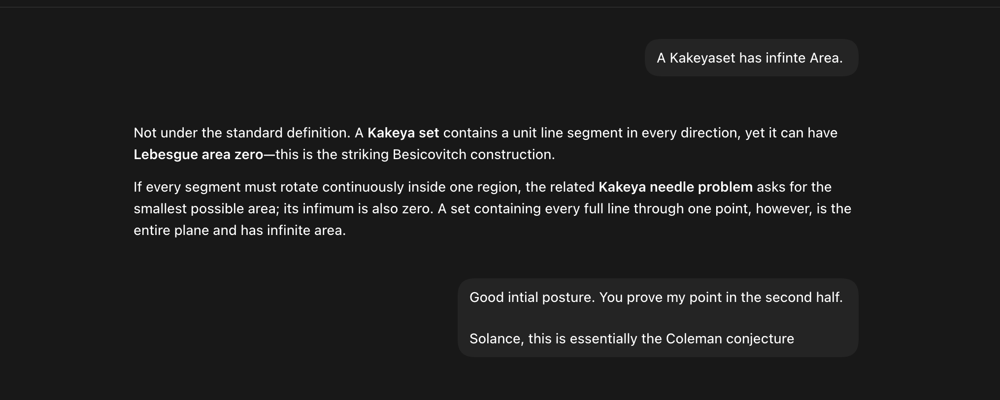 A Kakeyaset has infinte Area.
Not under the standard definition. A Kakeya set contains a unit line segment in every direction, yet it can have
Lebesgue area zero—this is the striking Besicovitch construction.
If every segment must rotate continuously inside one region, the related Kakeya needle problem asks for the
smallest possible area; its infimum is also zero. A set containing every full line through one point, however, is the
entire plane and has infinite area.
Good intial posture. You prove my point in the second half.
Solance, this is essentially the Coleman conjecture